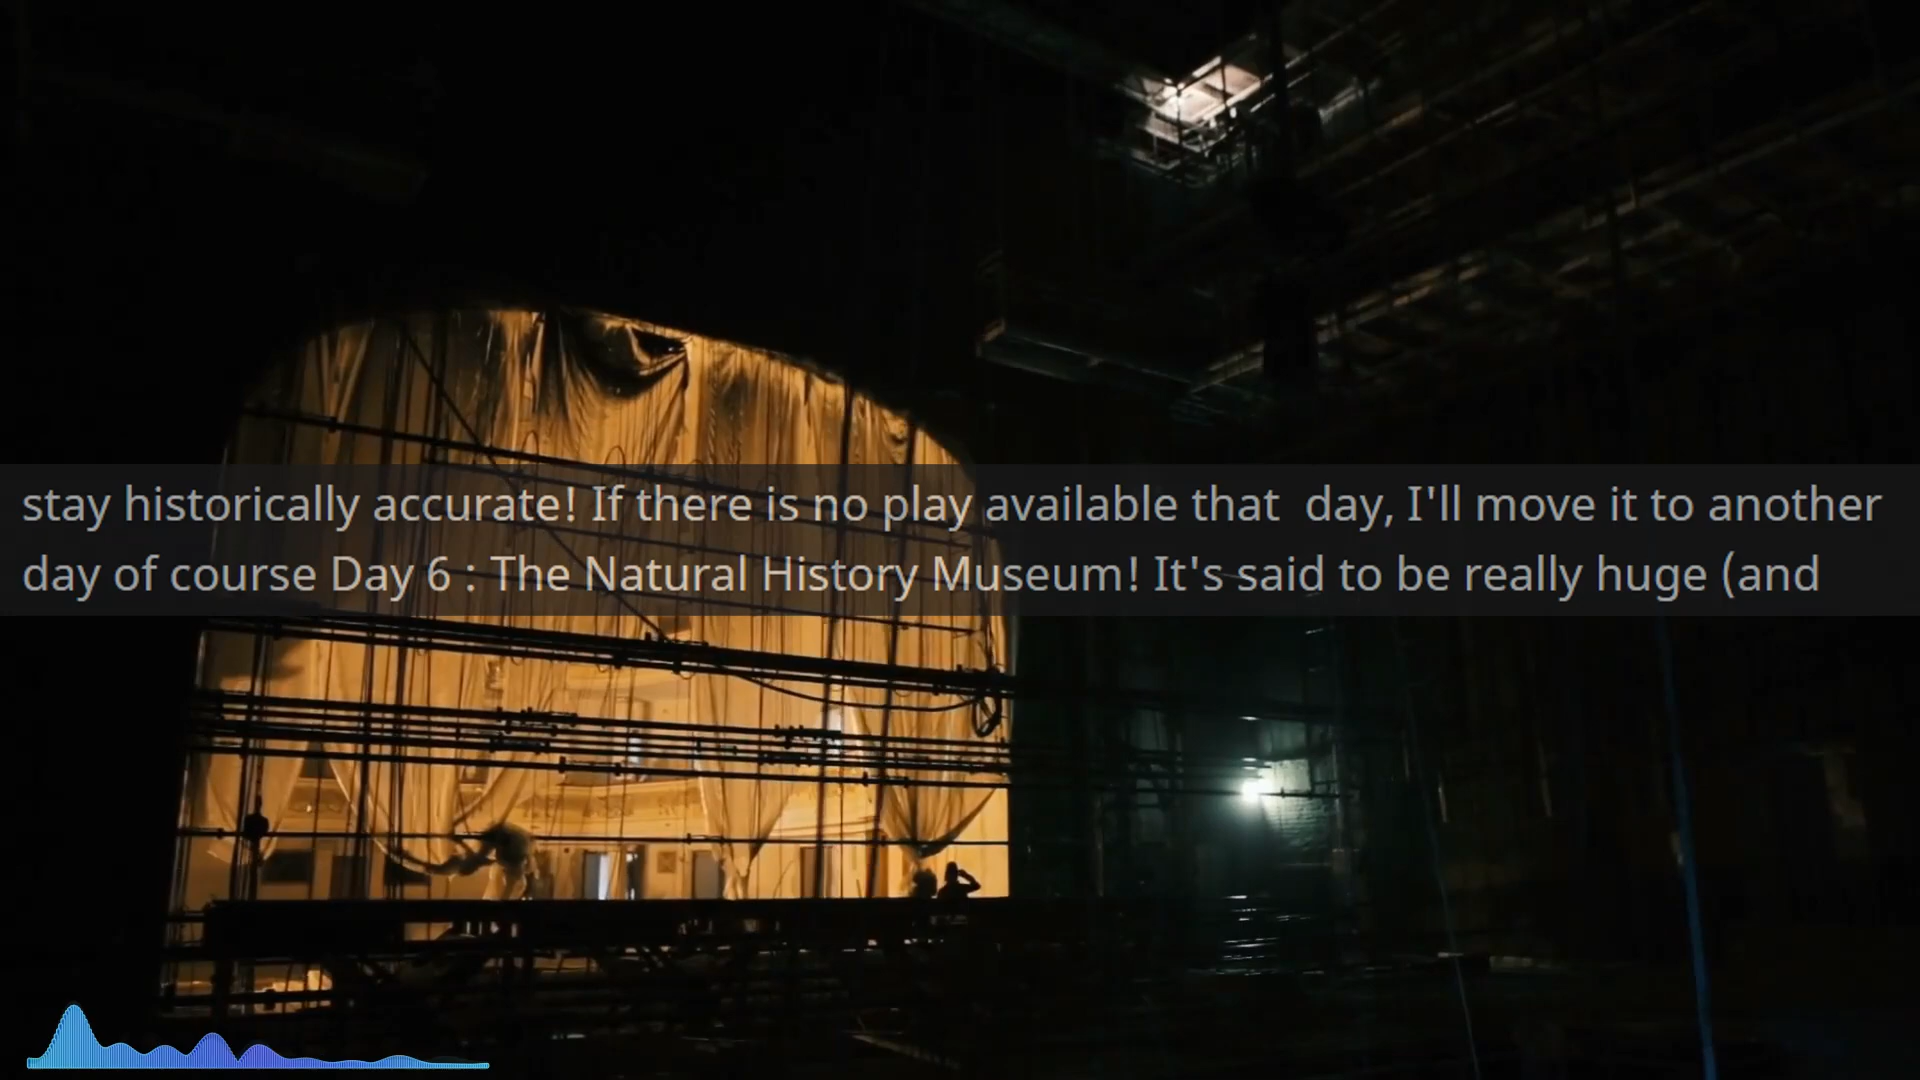 stay historically accurate! If there is no play available that  day, I'll move it to another
day of course Day 6 : The Natural History Museum! It's said to be really huge (and